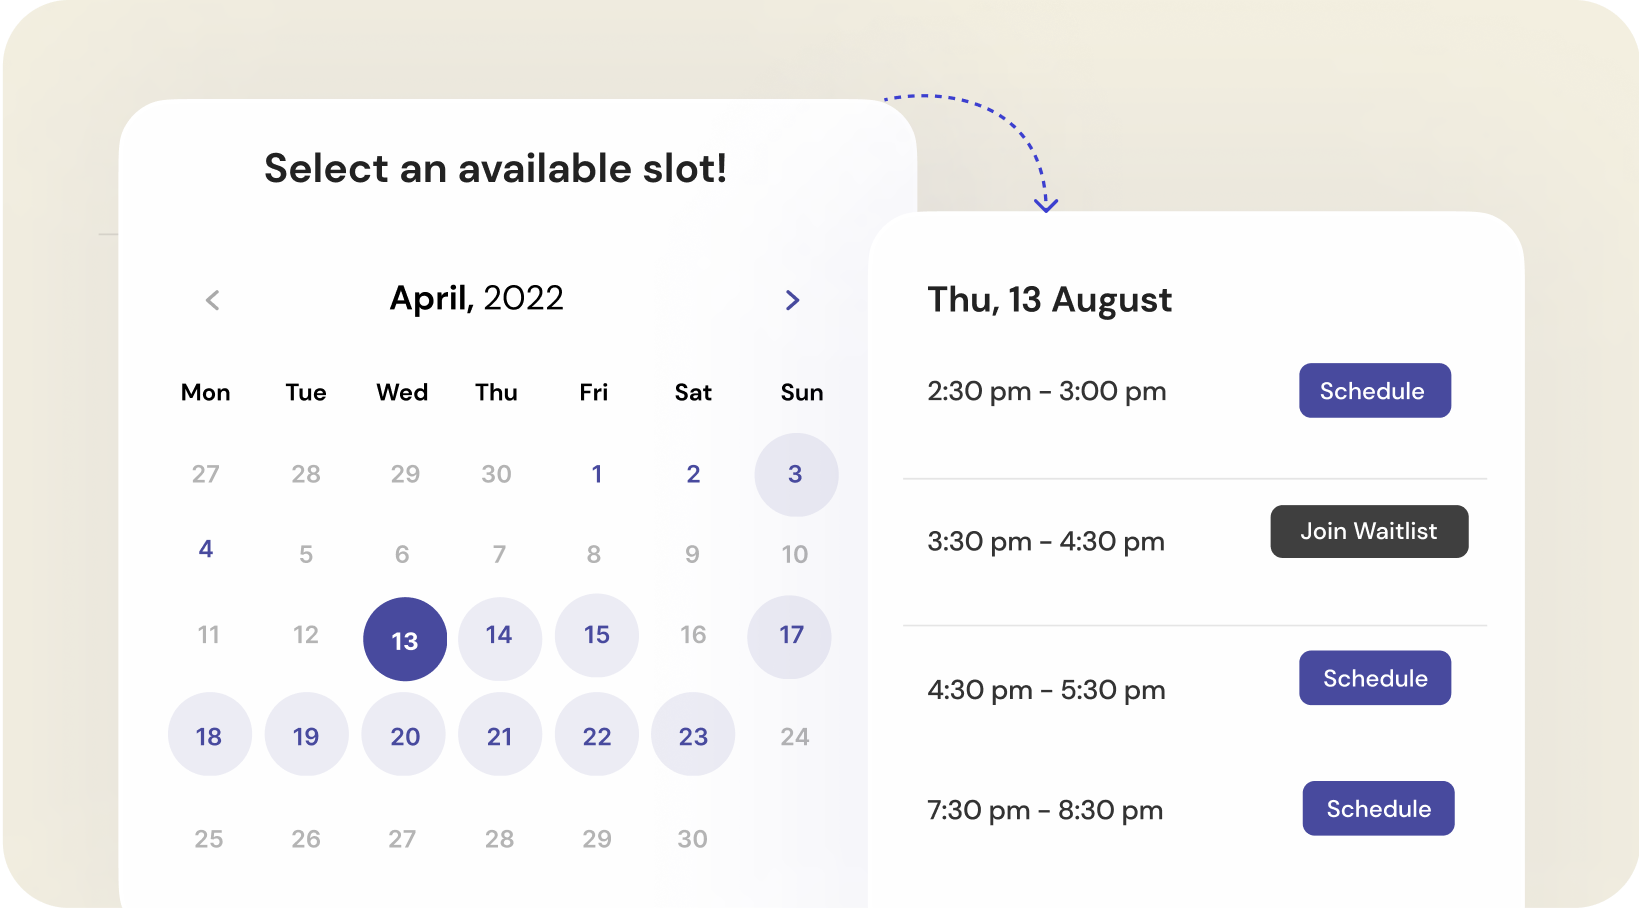 Select an available slot!
April, 2022
Mon Tue Wed Thu Fri Sat Sun
27 28 29 30 1 2 3
4 5 6 7 8 9 10
11 12 13 14 15 16 17
18 19 20 21 22 23 24
25 26 27 28 29 30
Thu, 13 August
2:30 pm - 3:00 pm Schedule
3:30 pm - 4:30 pm Join Waitlist
4:30 pm - 5:30 pm Schedule
7:30 pm - 8:30 pm Schedule